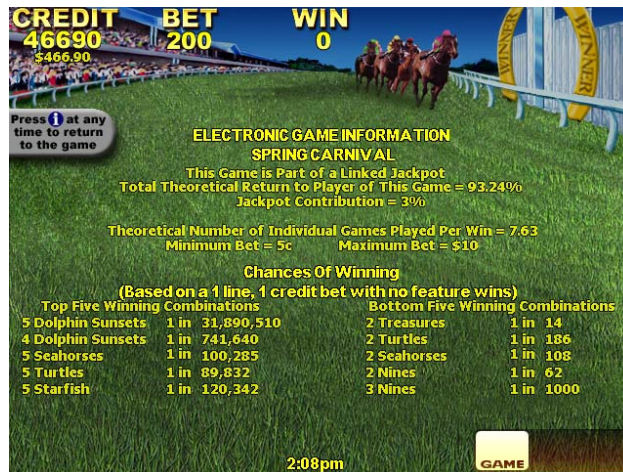 CREDIT BET WIN
46690 200 0
$466.90
WINNER WINNER
Press i at any
time to return
to the game
ELECTRONIC GAME INFORMATION
SPRING CARNIVAL
This Game is Part of a Linked Jackpot
Total Theoretical Return to Player of This Game = 93.24%
Jackpot Contribution = 3%
Theoretical Number of Individual Games Played Per Win = 7.63
Minimum Bet = 5c Maximum Bet = $10
Chances Of Winning
(Based on a 1 line, 1 credit bet with no feature wins)
Top Five Winning Combinations Bottom Five Winning Combinations
5 Dolphin Sunsets 1 in 31,890,510 2 Treasures 1 in 14
4 Dolphin Sunsets 1 in 741,640 2 Turtles 1 in 186
5 Seahorses 1 in 100,285 2 Seahorses 1 in 108
5 Turtles 1 in 89,832 2 Nines 1 in 62
5 Starfish 1 in 120,342 3 Nines 1 in 1000
2:08pm
GAME